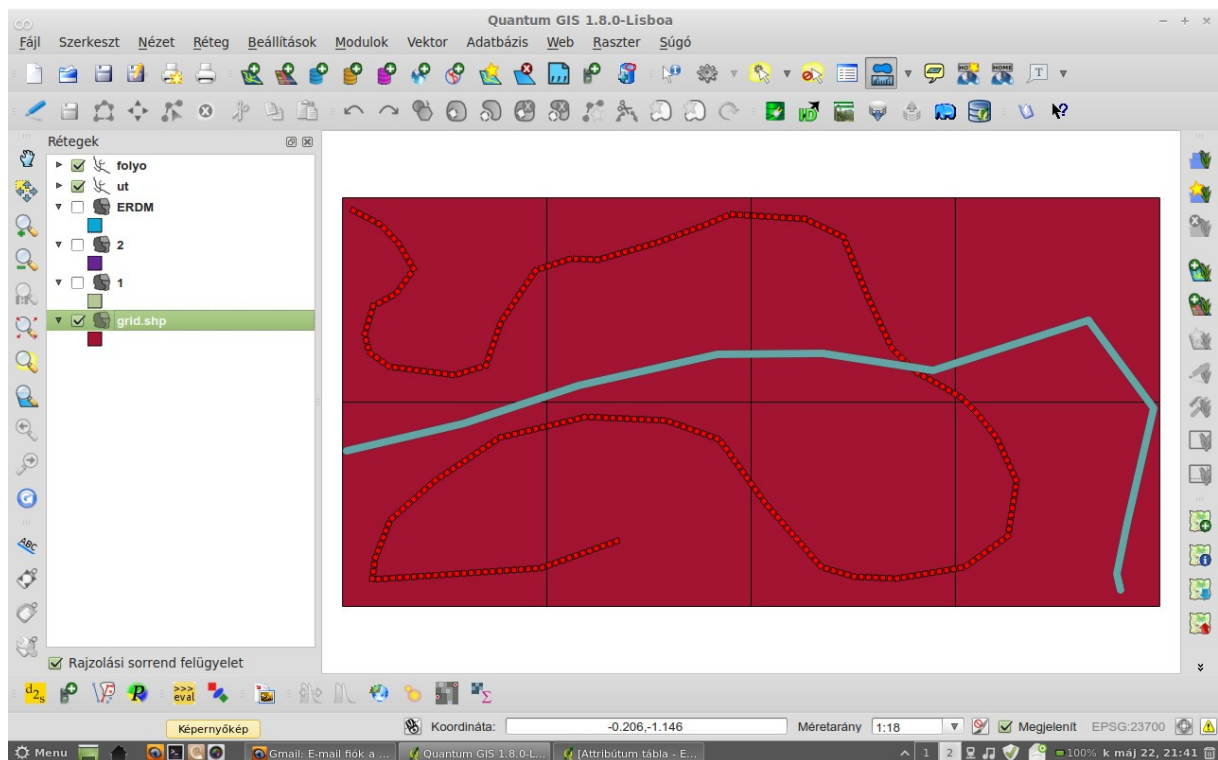 Quantum GIS 1.8.0-Lisboa
Fájl Szerkeszt Nézet Réteg Beállítások Modulok Vektor Adatbázis Web Raszter Súgó
Rétegek
folyo
ut
ERDM
2
1
grid.shp
Rajzolási sorrend felügyelet
Képernyőkép
Koordináta: -0.206,-1.146 Méretarány 1:18 Megjelenít EPSG:23700
Menu Gmail: E-mail fiók a ... Quantum GIS 1.8.0-L... [Attribútum tábla - E... 1 2 100% k máj 22, 21:41